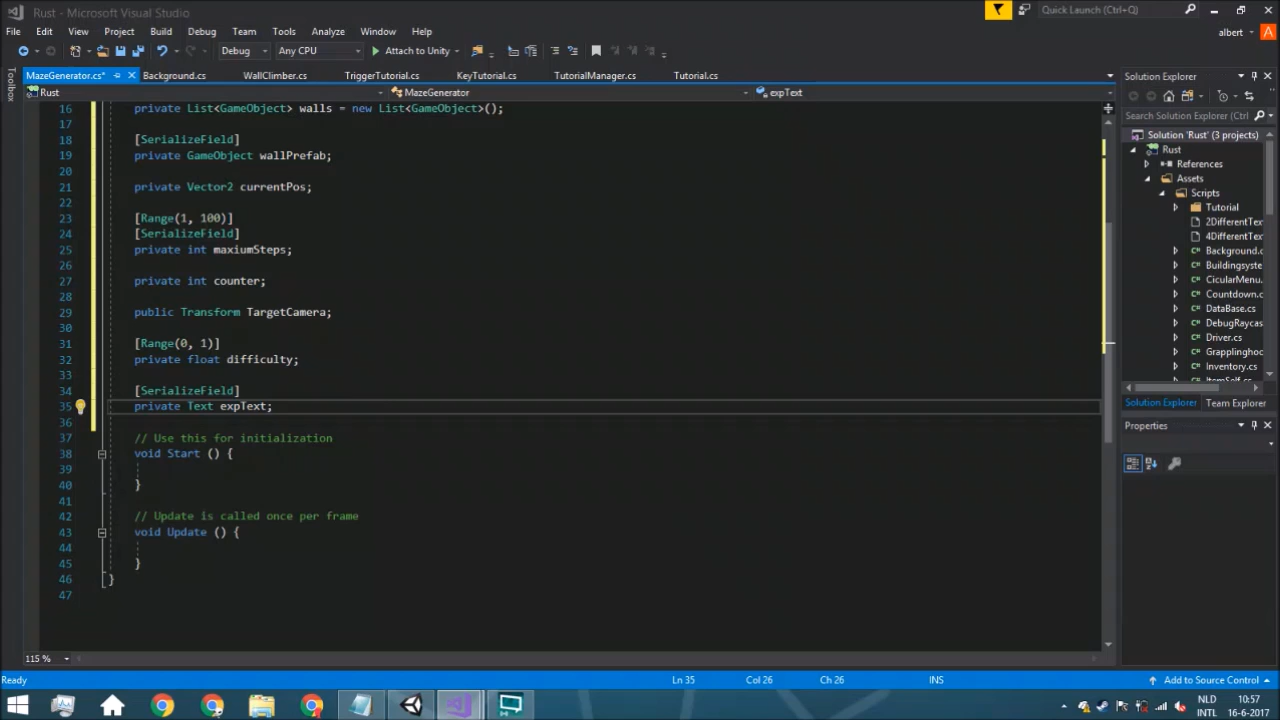 Rust - Microsoft Visual Studio
Quick Launch (Ctrl+Q)
File Edit View Project Build Debug Team Tools Analyze Window Help
albert
A
Debug Any CPU Attach to Unity
MazeGenerator.cs* Background.cs WallClimber.cs TriggerTutorial.cs KeyTutorial.cs TutorialManager.cs Tutorial.cs
Toolbox
Rust MazeGenerator expText
16 private List<GameObject> walls = new List<GameObject>();
17
18 [SerializeField]
19 private GameObject wallPrefab;
20
21 private Vector2 currentPos;
22
23 [Range(1, 100)]
24 [SerializeField]
25 private int maxiumSteps;
26
27 private int counter;
28
29 public Transform TargetCamera;
30
31 [Range(0, 1)]
32 private float difficulty;
33
34 [SerializeField]
35 private Text expText;
36
37 // Use this for initialization
38 void Start () {
39
40 }
41
42 // Update is called once per frame
43 void Update () {
44
45 }
46 }
47
115 %
Solution Explorer
Search Solution Explorer (Ctrl
Solution 'Rust' (3 projects)
Rust
References
Assets
Scripts
Tutorial
2DifferentTex
4DifferentTex
Background.
Buildingsyste
CicularMenu.
Countdown.
DataBase.cs
DebugRaycas
Driver.cs
Grapplinghoo
Inventory.cs
ItemSelf.cs
Solution Explorer Team Explorer
Properties
Ready Ln 35 Col 26 Ch 26 INS Add to Source Control
NLD 10:57
INTL 16-6-2017